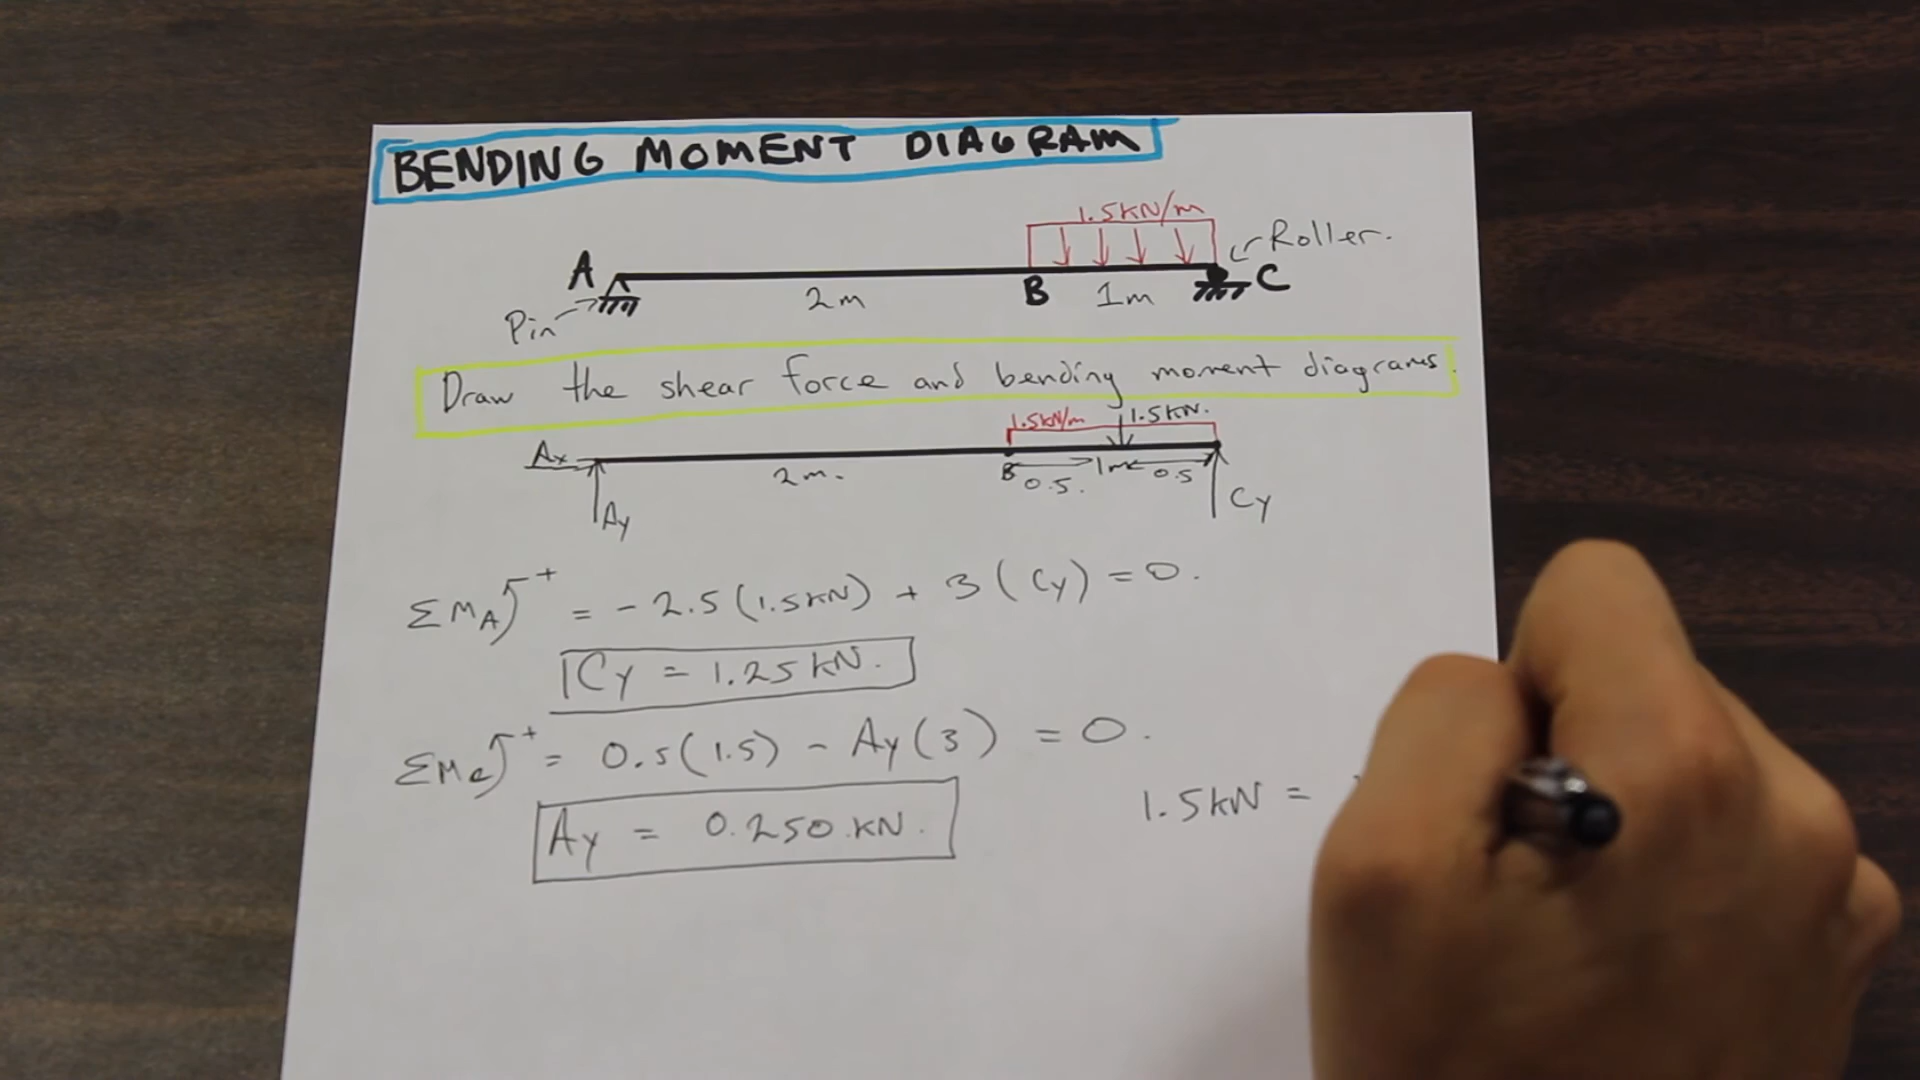 BENDING MOMENT DIAGRAM
1.5KN/m
Roller.
A
2m
B
1m
C
Pin
Draw the shear force and bending moment diagrams.
1.5KN/m
1.5KN.
Ax
2m.
B
0.5.
1m
0.5
Ay
Cy
ΣMA + = -2.5(1.5KN) + 3(Cy) = 0.
Cy = 1.25KN.
ΣMc + = 0.5(1.5) - Ay(3) = 0.
1.5KN =
Ay = 0.250.KN.